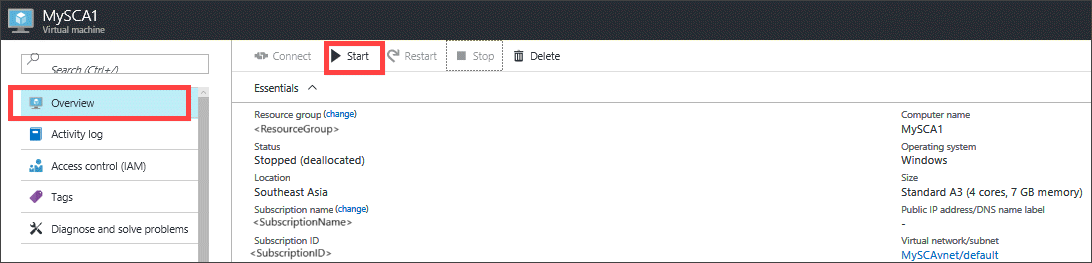 MySCA1
Virtual machine
Search (Ctrl+/)
Overview
Activity log
Access control (IAM)
Tags
Diagnose and solve problems
Connect Start Restart Stop Delete
Essentials
Resource group (change)
<ResourceGroup>
Status
Stopped (deallocated)
Location
Southeast Asia
Subscription name (change)
<SubscriptionName>
Subscription ID
<SubscriptionID>
Computer name
MySCA1
Operating system
Windows
Size
Standard A3 (4 cores, 7 GB memory)
Public IP address/DNS name label
-
Virtual network/subnet
MySCAvnet/default